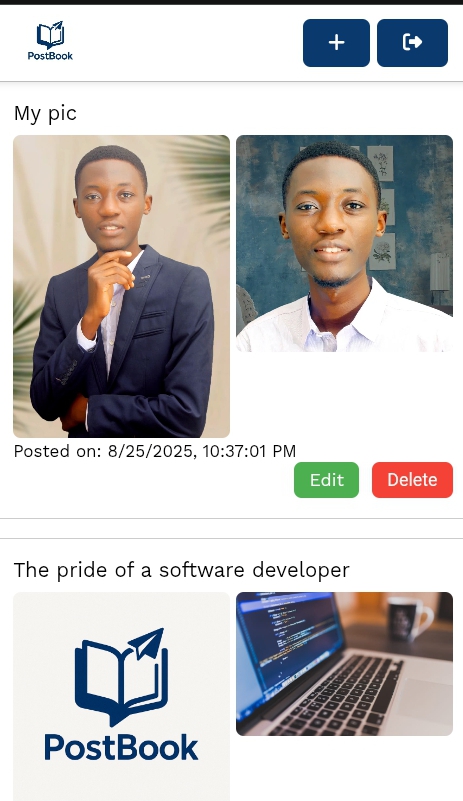 PostBook
My pic
Posted on: 8/25/2025, 10:37:01 PM
Edit Delete
The pride of a software developer
PostBook